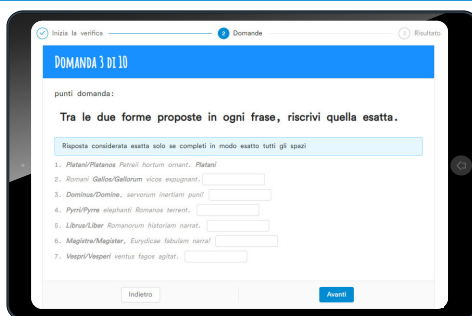 Inizia la verifica 2 Domande 3 Risultato
DOMANDA 3 DI 10
punti domanda:
Tra le due forme proposte in ogni frase, riscrivi quella esatta.
Risposta considerata esatta solo se completi in modo esatto tutti gli spazi
1. Platani/Platanos Petreii hortum ornant. Platani
2. Romani Gallos/Gallorum vicos expugnant.
3. Dominus/Domine, servorum inertiam puni!
4. Pyrri/Pyrre elephanti Romanos terrent.
5. Librus/Liber Romanorum historiam narrat.
6. Magistre/Magister, Eurydicae fabulam narra!
7. Vespri/Vesperi ventus fagos agitat.
Indietro Avanti